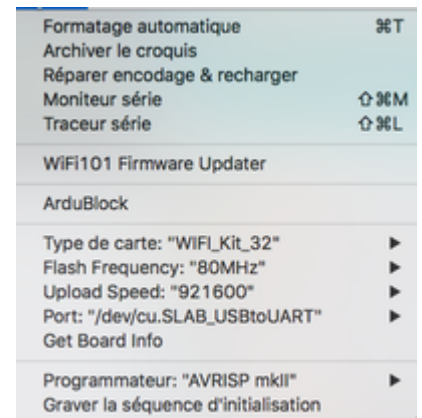 Formatage automatique ⌘T
Archiver le croquis
Réparer encodage & recharger
Moniteur série ⇧⌘M
Traceur série ⇧⌘L
WiFi101 Firmware Updater
ArduBlock
Type de carte: "WIFI_Kit_32" ▶
Flash Frequency: "80MHz" ▶
Upload Speed: "921600" ▶
Port: "/dev/cu.SLAB_USBtoUART" ▶
Get Board Info
Programmateur: "AVRISP mkII" ▶
Graver la séquence d'initialisation